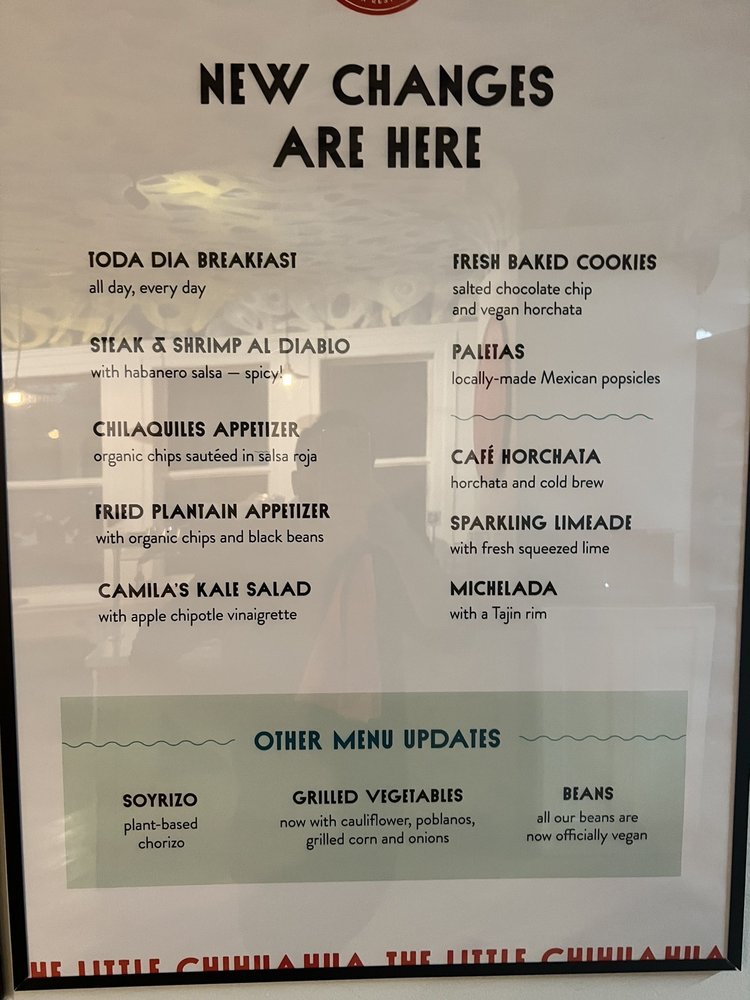 NEW CHANGES
ARE HERE
TODA DIA BREAKFAST
all day, every day
STEAK & SHRIMP AL DIABLO
with habanero salsa — spicy!
CHILAQUILES APPETIZER
organic chips sautéed in salsa roja
FRIED PLANTAIN APPETIZER
with organic chips and black beans
CAMILA'S KALE SALAD
with apple chipotle vinaigrette
FRESH BAKED COOKIES
salted chocolate chip
and vegan horchata
PALETAS
locally-made Mexican popsicles
CAFÉ HORCHATA
horchata and cold brew
SPARKLING LIMEADE
with fresh squeezed lime
MICHELADA
with a Tajin rim
OTHER MENU UPDATES
SOYRIZO
plant-based
chorizo
GRILLED VEGETABLES
now with cauliflower, poblanos,
grilled corn and onions
BEANS
all our beans are
now officially vegan
HE LITTLE CHIHUAHUA THE LITTLE CHIHUAHUA